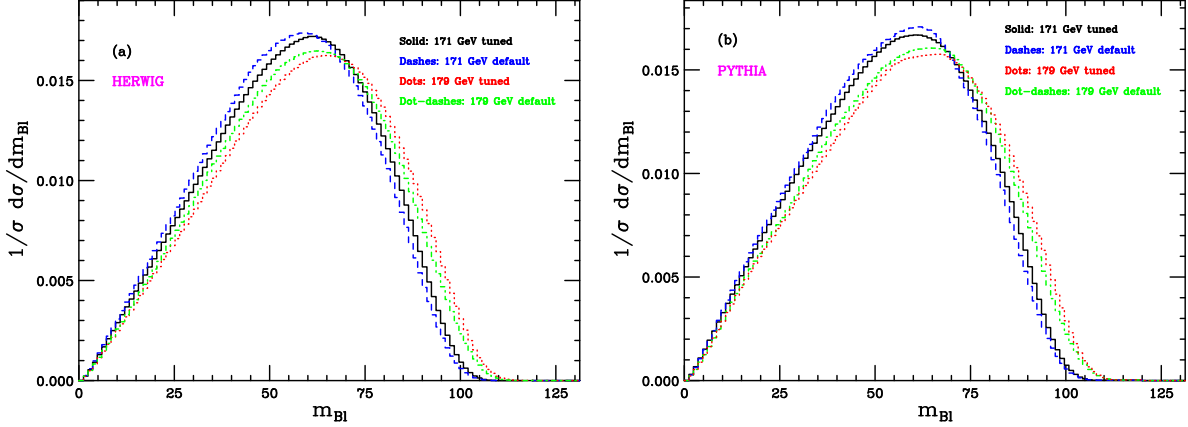 (a)
HERWIG
Solid: 171 GeV tuned
Dashes: 171 GeV default
Dots: 179 GeV tuned
Dot-dashes: 179 GeV default
1/σ dσ/dm_Bl
0.015
0.010
0.005
0.000
0 25 50 75 100 125
m_Bl
(b)
PYTHIA
Solid: 171 GeV tuned
Dashes: 171 GeV default
Dots: 179 GeV tuned
Dot-dashes: 179 GeV default
1/σ dσ/dm_Bl
0.015
0.010
0.005
0.000
0 25 50 75 100 125
m_Bl